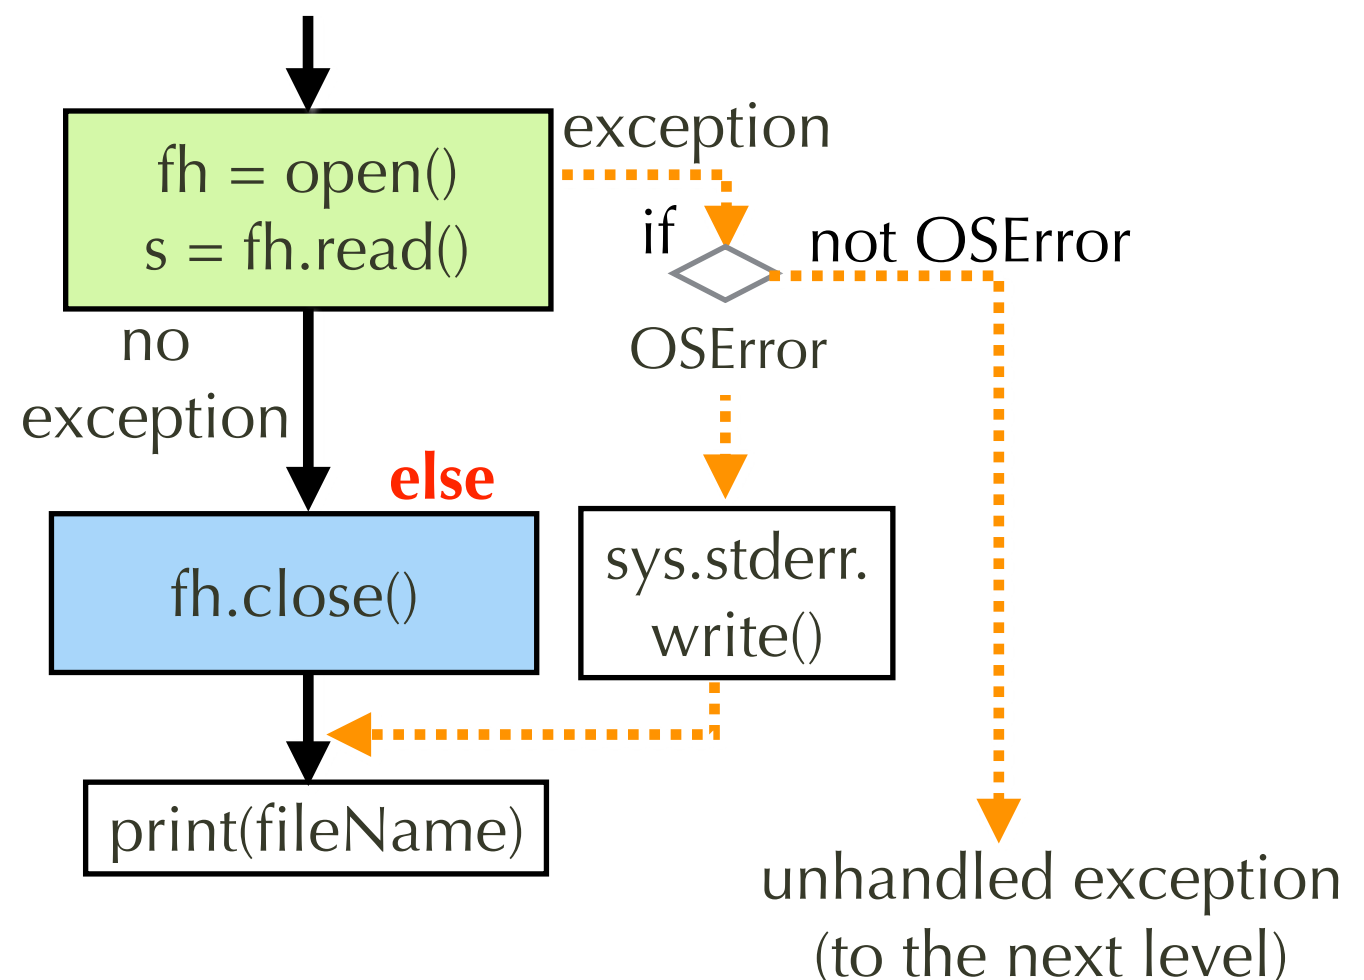 fh = open()
s = fh.read()
exception
if
not OSError
OSError
no
exception
else
fh.close()
sys.stderr.
write()
print(fileName)
unhandled exception
(to the next level)